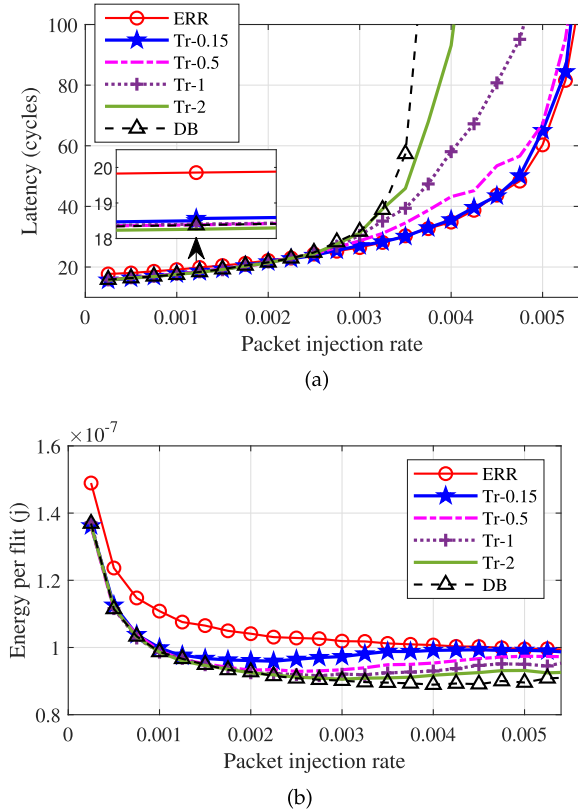 100
80
60
40
20
Latency (cycles)
ERR
Tr-0.15
Tr-0.5
Tr-1
Tr-2
DB
20
19
18
0
0.001
0.002
0.003
0.004
0.005
Packet injection rate
(a)
×10⁻⁷
1.6
1.4
1.2
1
0.8
Energy per flit (j)
ERR
Tr-0.15
Tr-0.5
Tr-1
Tr-2
DB
0
0.001
0.002
0.003
0.004
0.005
Packet injection rate
(b)